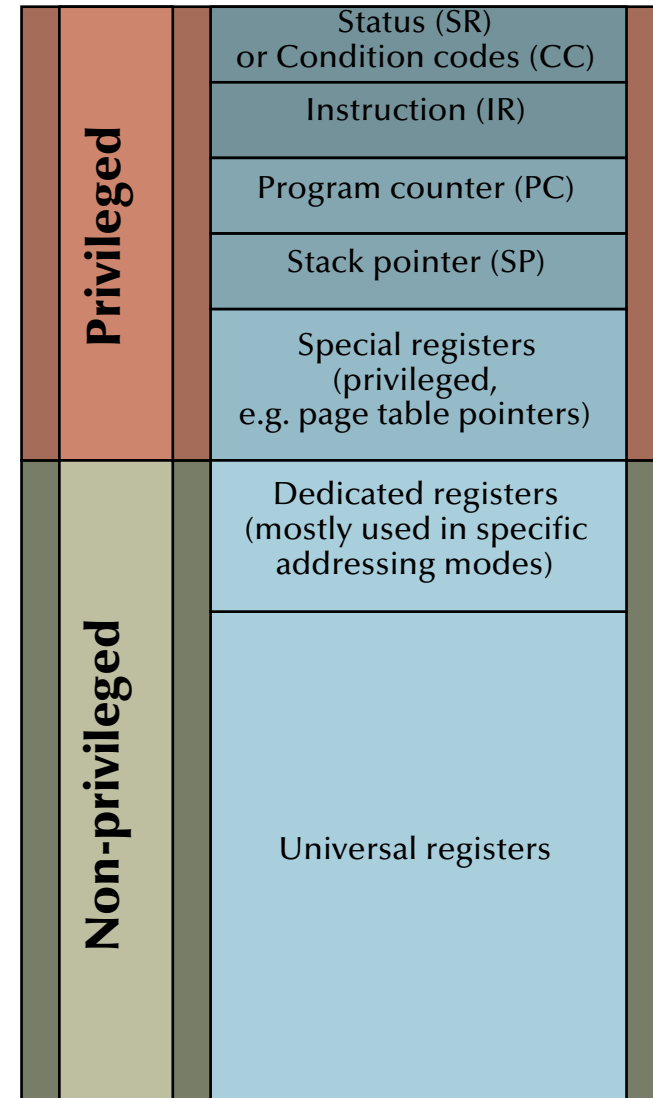 Privileged
Status (SR)
or Condition codes (CC)
Instruction (IR)
Program counter (PC)
Stack pointer (SP)
Special registers
(privileged,
e.g. page table pointers)
Non-privileged
Dedicated registers
(mostly used in specific
addressing modes)
Universal registers